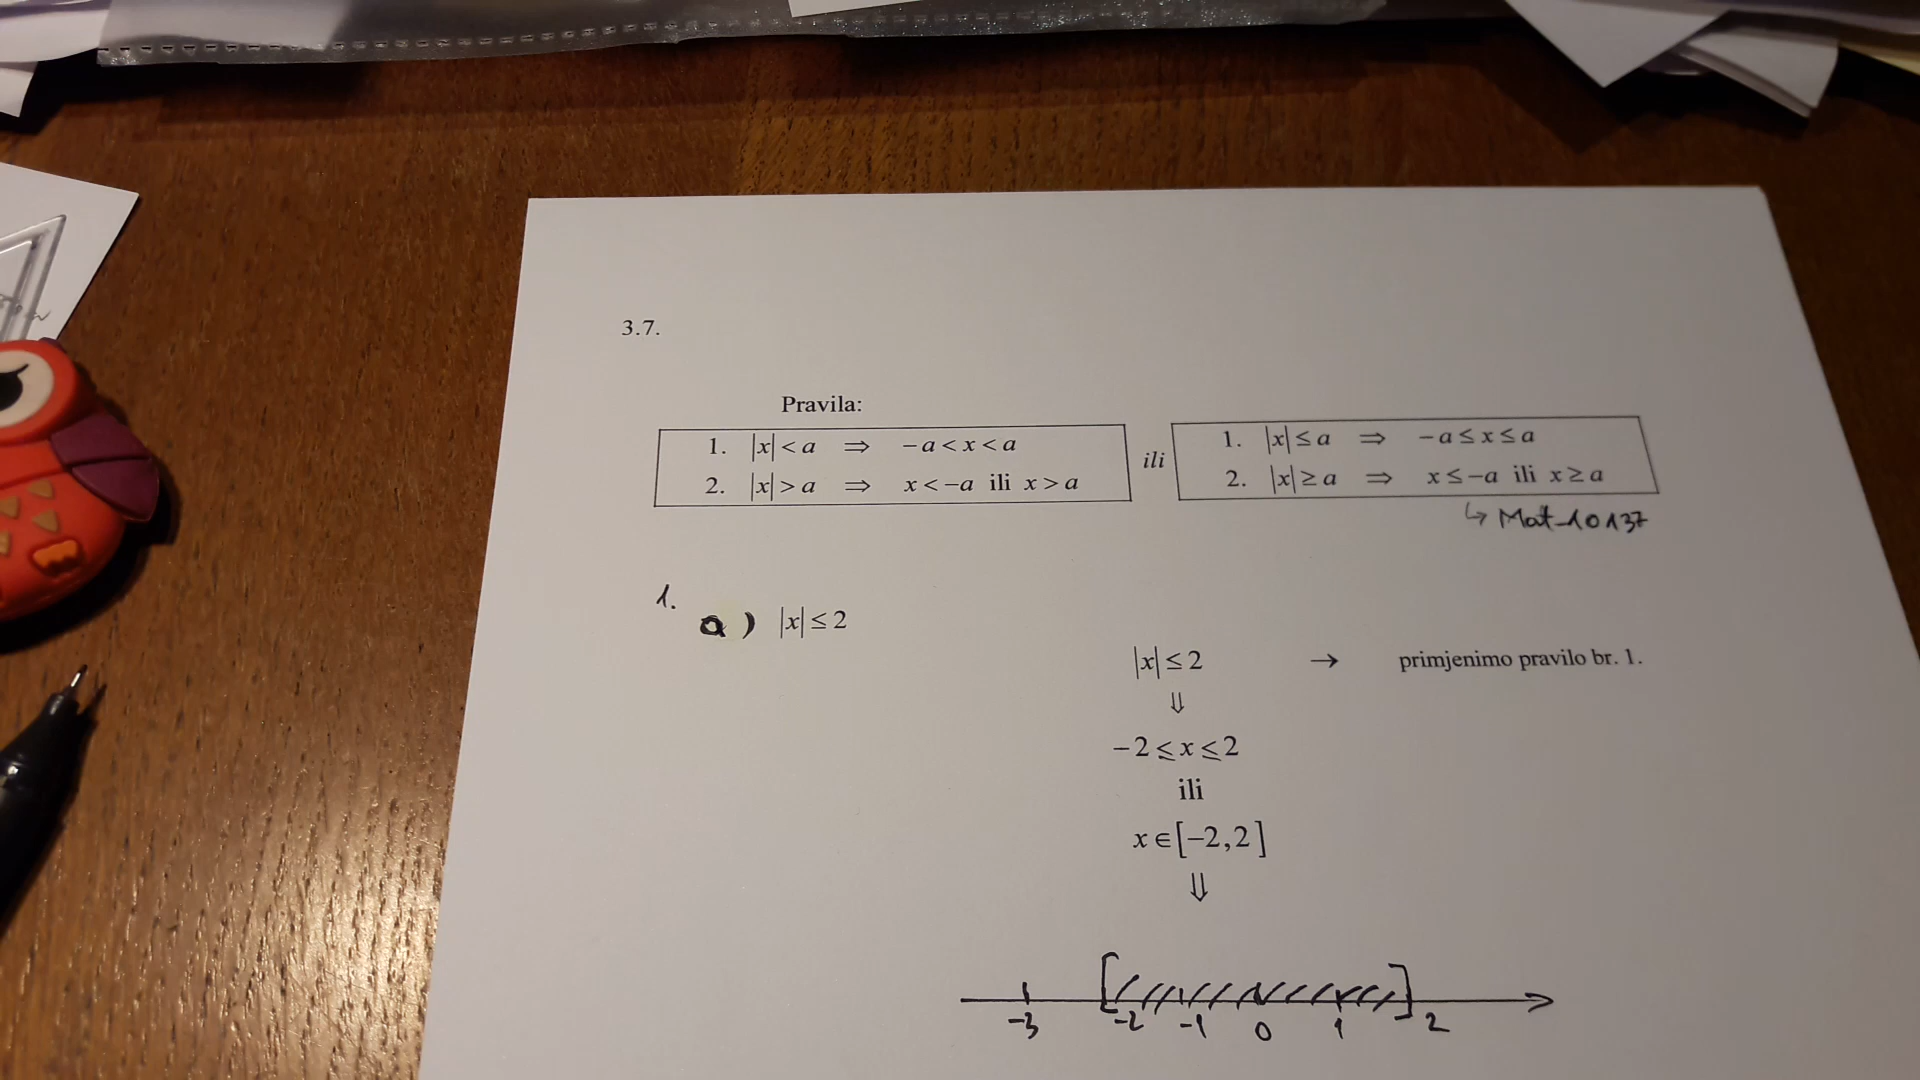 3.7.
Pravila:
1. |x| < a ⇒ -a < x < a
2. |x| > a ⇒ x < -a ili x > a
ili
1. |x| ≤ a ⇒ -a ≤ x ≤ a
2. |x| ≥ a ⇒ x ≤ -a ili x ≥ a
↳ Mat-10137
1.
a) |x| ≤ 2
|x| ≤ 2 → primjenimo pravilo br. 1.
⇓
-2 ≤ x ≤ 2
ili
x ∈ [-2, 2]
⇓
-3 -2 -1 0 1 2